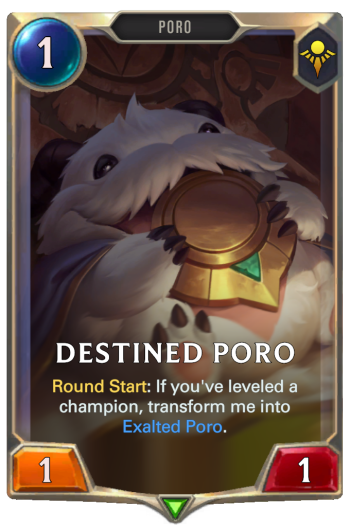 PORO
1
DESTINED PORO
Round Start: If you've leveled a
champion, transform me into
Exalted Poro.
1
1